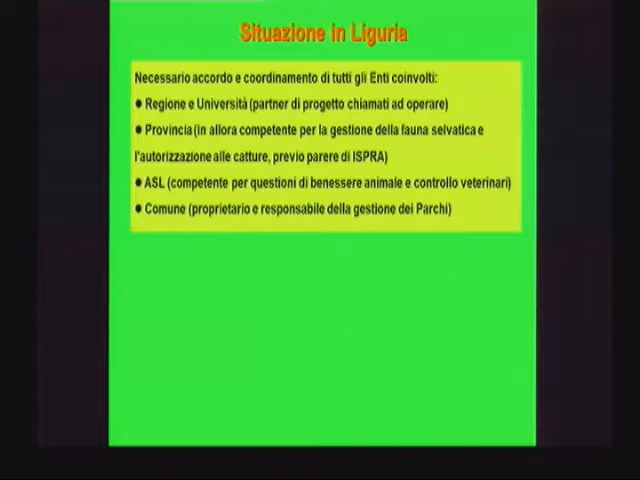 Situazione in Liguria
Necessario accordo e coordinamento di tutti gli Enti coinvolti:
● Regione e Università (partner di progetto chiamati ad operare)
● Provincia (in allora competente per la gestione della fauna selvatica e
l'autorizzazione alle catture, previo parere di ISPRA)
● ASL (competente per questioni di benessere animale e controllo veterinari)
● Comune (proprietario e responsabile della gestione dei Parchi)